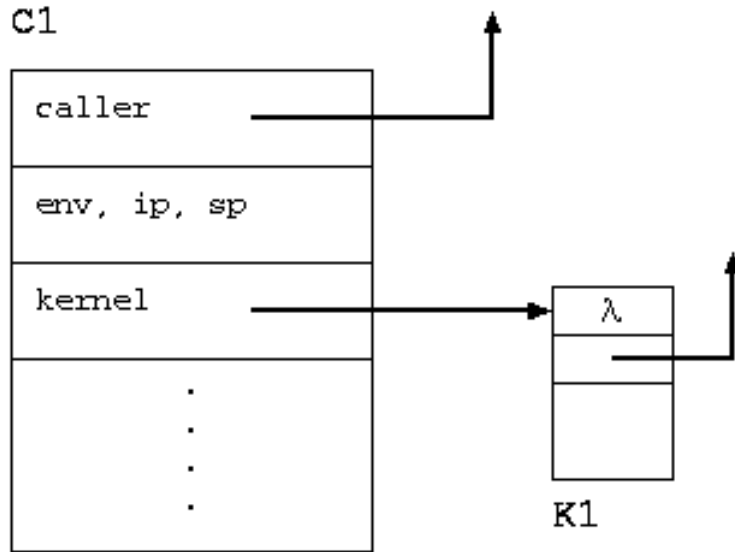 C1
caller
env, ip, sp
kernel
λ
K1